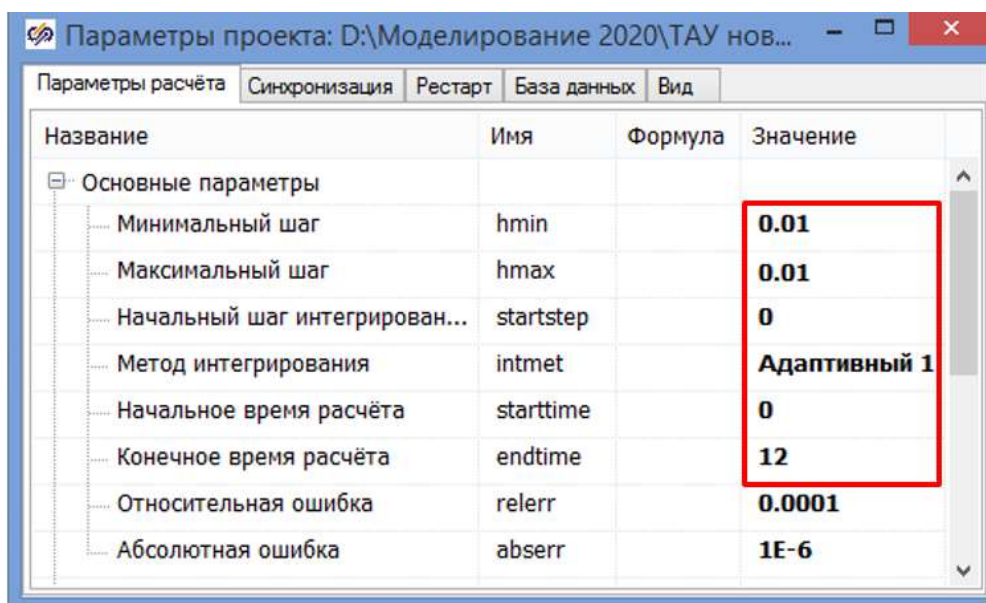 Параметры проекта: D:\Моделирование 2020\ТАУ нов...
Параметры расчёта Синхронизация Рестарт База данных Вид
Название Имя Формула Значение
Основные параметры
Минимальный шаг hmin 0.01
Максимальный шаг hmax 0.01
Начальный шаг интегрирован... startstep 0
Метод интегрирования intmet Адаптивный 1
Начальное время расчёта starttime 0
Конечное время расчёта endtime 12
Относительная ошибка relerr 0.0001
Абсолютная ошибка abserr 1E-6